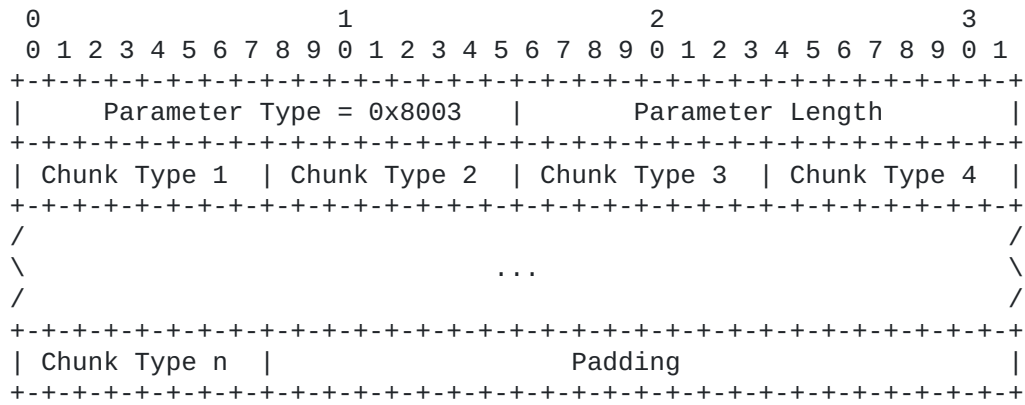 0                   1                   2                   3
 0 1 2 3 4 5 6 7 8 9 0 1 2 3 4 5 6 7 8 9 0 1 2 3 4 5 6 7 8 9 0 1
+-+-+-+-+-+-+-+-+-+-+-+-+-+-+-+-+-+-+-+-+-+-+-+-+-+-+-+-+-+-+-+-+
|     Parameter Type = 0x8003   |       Parameter Length        |
+-+-+-+-+-+-+-+-+-+-+-+-+-+-+-+-+-+-+-+-+-+-+-+-+-+-+-+-+-+-+-+-+
| Chunk Type 1  | Chunk Type 2  | Chunk Type 3  | Chunk Type 4  |
+-+-+-+-+-+-+-+-+-+-+-+-+-+-+-+-+-+-+-+-+-+-+-+-+-+-+-+-+-+-+-+-+
/                                                               /
\                              ...                              \
/                                                               /
+-+-+-+-+-+-+-+-+-+-+-+-+-+-+-+-+-+-+-+-+-+-+-+-+-+-+-+-+-+-+-+-+
| Chunk Type n  |                   Padding                     |
+-+-+-+-+-+-+-+-+-+-+-+-+-+-+-+-+-+-+-+-+-+-+-+-+-+-+-+-+-+-+-+-+